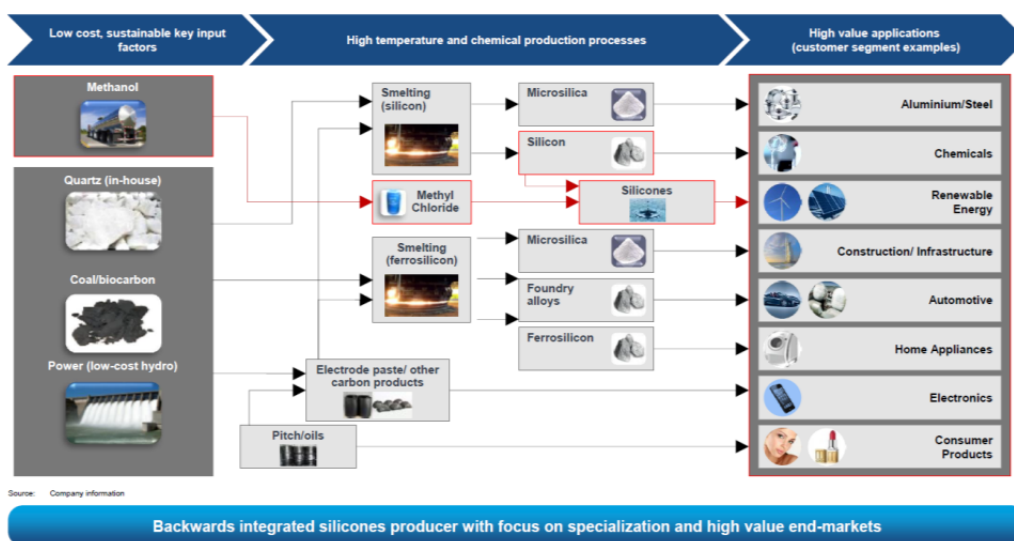 Low cost, sustainable key input
factors
High temperature and chemical production processes
High value applications
(customer segment examples)
Methanol
Quartz (in-house)
Coal/biocarbon
Power (low-cost hydro)
Smelting
(silicon)
Methyl
Chloride
Smelting
(ferrosilicon)
Electrode paste/ other
carbon products
Pitch/oils
Microsilica
Silicon
Silicones
Microsilica
Foundry
alloys
Ferrosilicon
Aluminium/Steel
Chemicals
Renewable
Energy
Construction/ Infrastructure
Automotive
Home Appliances
Electronics
Consumer
Products
Source: Company information
Backwards integrated silicones producer with focus on specialization and high value end-markets